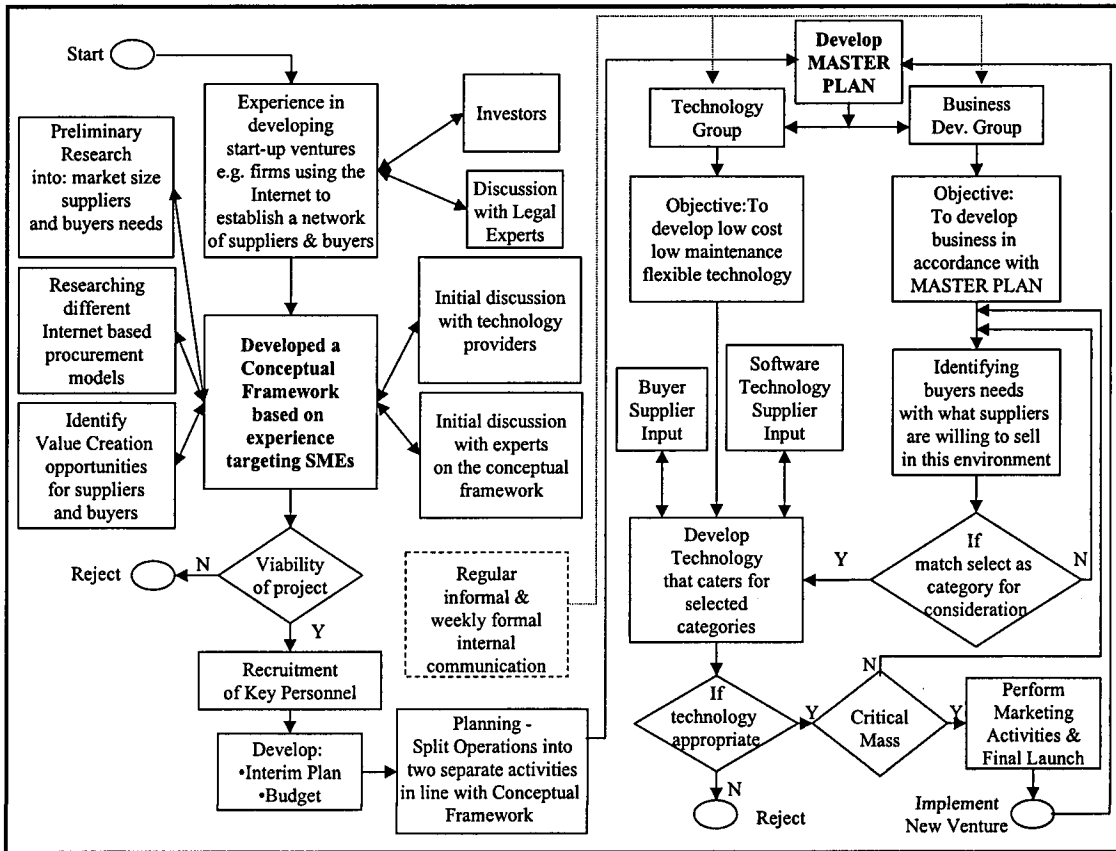 Start
Experience in
developing
start-up ventures
e.g. firms using the
Internet to
establish a network
of suppliers & buyers
Investors
Discussion
with Legal
Experts
Preliminary
Research
into: market size
suppliers
and buyers needs
Researching
different
Internet based
procurement
models
Identify
Value Creation
opportunities
for suppliers
and buyers
Developed a
Conceptual
Framework
based on
experience
targeting SMEs
Initial discussion
with technology
providers
Initial discussion
with experts
on the conceptual
framework
Viability
of project
N
Reject
Y
Recruitment
of Key Personnel
Develop:
•Interim Plan
•Budget
Planning -
Split Operations into
two separate activities
in line with Conceptual
Framework
Regular
informal &
weekly formal
internal
communication
Develop
MASTER
PLAN
Technology
Group
Business
Dev. Group
Objective:To
develop low cost
low maintenance
flexible technology
Objective:
To develop
business in
accordance with
MASTER PLAN
Buyer
Supplier
Input
Software
Technology
Supplier
Input
Identifying
buyers needs
with what suppliers
are willing to sell
in this environment
If
match select as
category for
consideration
Y
N
Develop
Technology
that caters for
selected
categories
If
technology
appropriate
Y
N
Reject
Critical
Mass
N
Y
Perform
Marketing
Activities &
Final Launch
Implement
New Venture